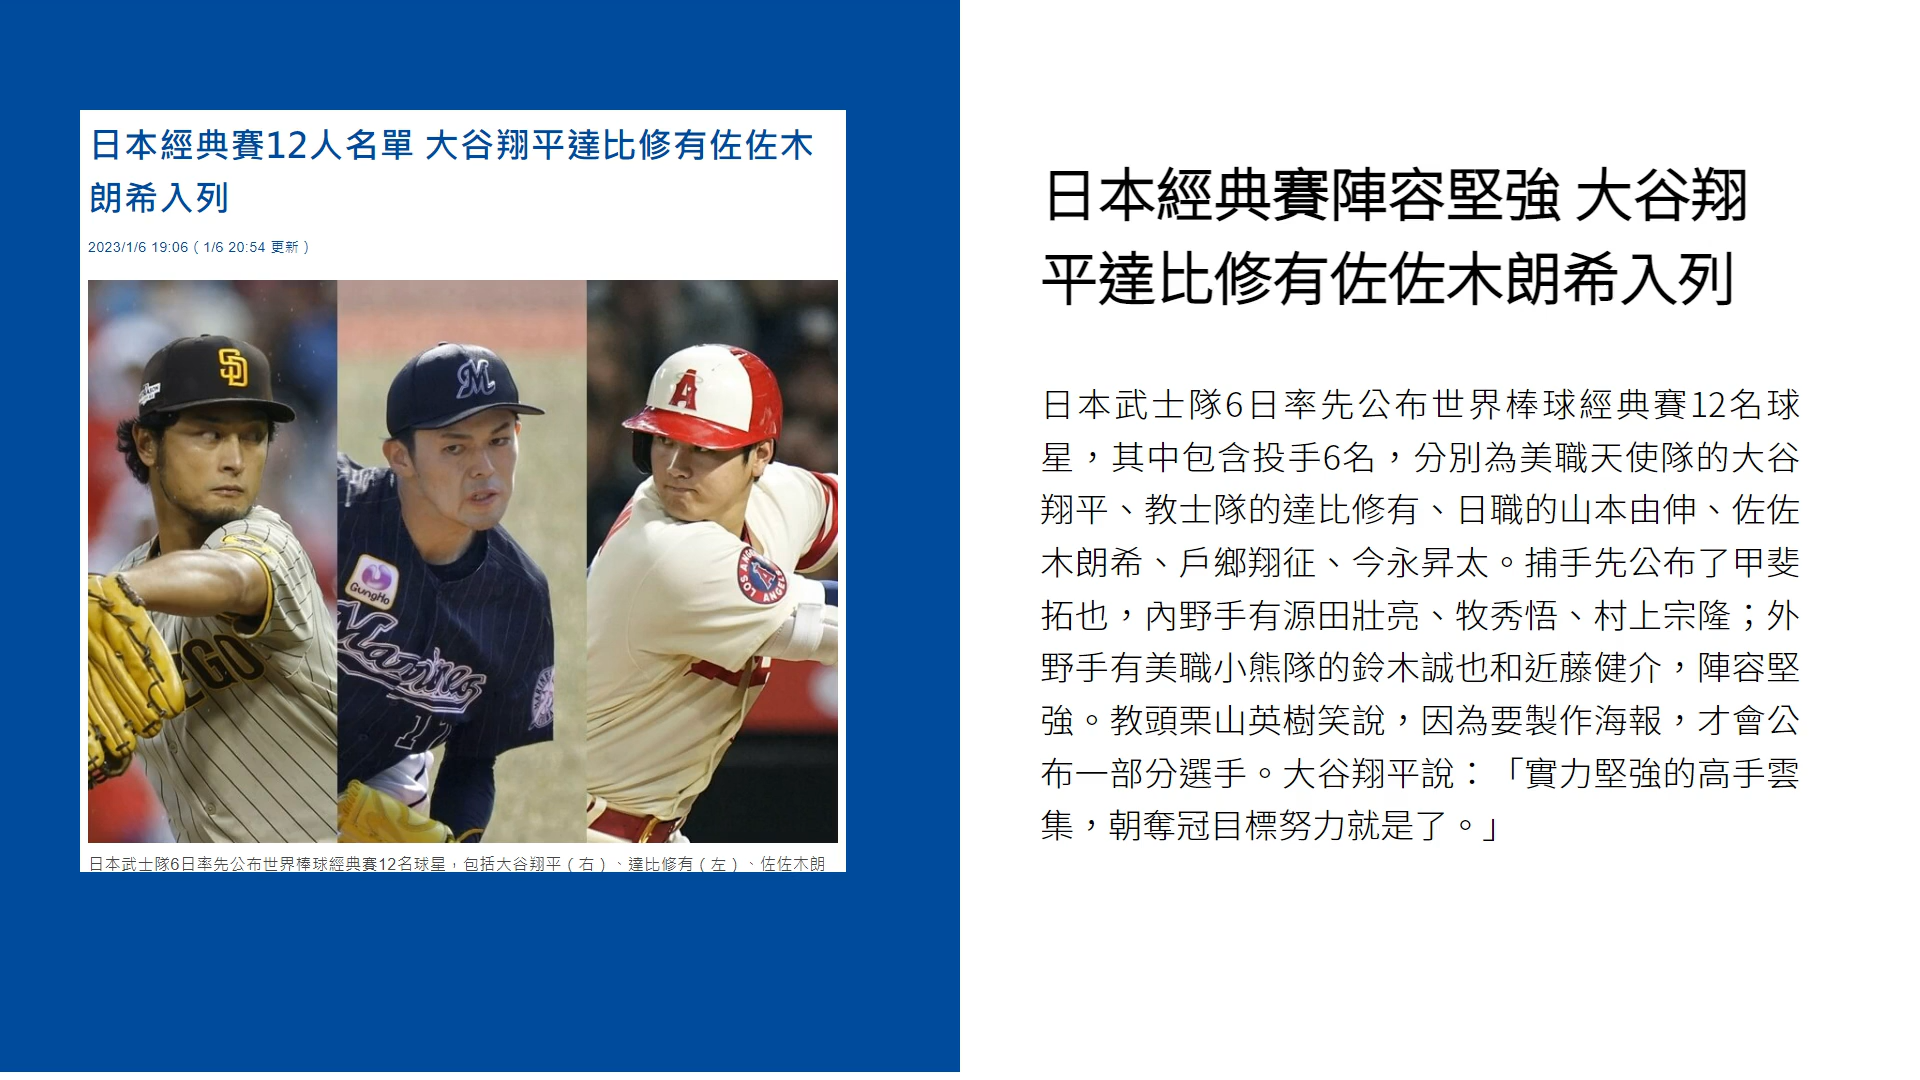 日本經典賽12人名單 大谷翔平達比修有佐佐木
朗希入列
2023/1/6 19:06（1/6 20:54 更新）
SD
M
A
GungHo
Marines
17
EGO
LOS ANGELES
A
日本武士隊6日率先公布世界棒球經典賽12名球星，包括大谷翔平（右）、達比修有（左）、佐佐木朗
日本經典賽陣容堅強 大谷翔
平達比修有佐佐木朗希入列
日本武士隊6日率先公布世界棒球經典賽12名球
星，其中包含投手6名，分別為美職天使隊的大谷
翔平、教士隊的達比修有、日職的山本由伸、佐佐
木朗希、戶鄉翔征、今永昇太。捕手先公布了甲斐
拓也，內野手有源田壯亮、牧秀悟、村上宗隆；外
野手有美職小熊隊的鈴木誠也和近藤健介，陣容堅
強。教頭栗山英樹笑說，因為要製作海報，才會公
布一部分選手。大谷翔平說：「實力堅強的高手雲
集，朝奪冠目標努力就是了。」